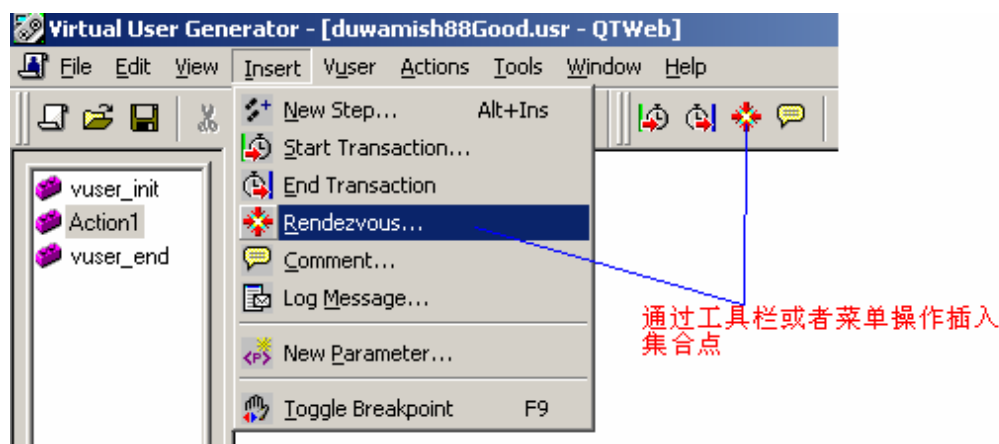 Virtual User Generator - [duwamish88Good.usr - QTWeb]
File Edit View Insert Vuser Actions Tools Window Help
New Step... Alt+Ins
Start Transaction...
End Transaction
Rendezvous...
Comment...
Log Message...
New Parameter...
Toggle Breakpoint F9
vuser_init
Action1
vuser_end
通过工具栏或者菜单操作插入
集合点